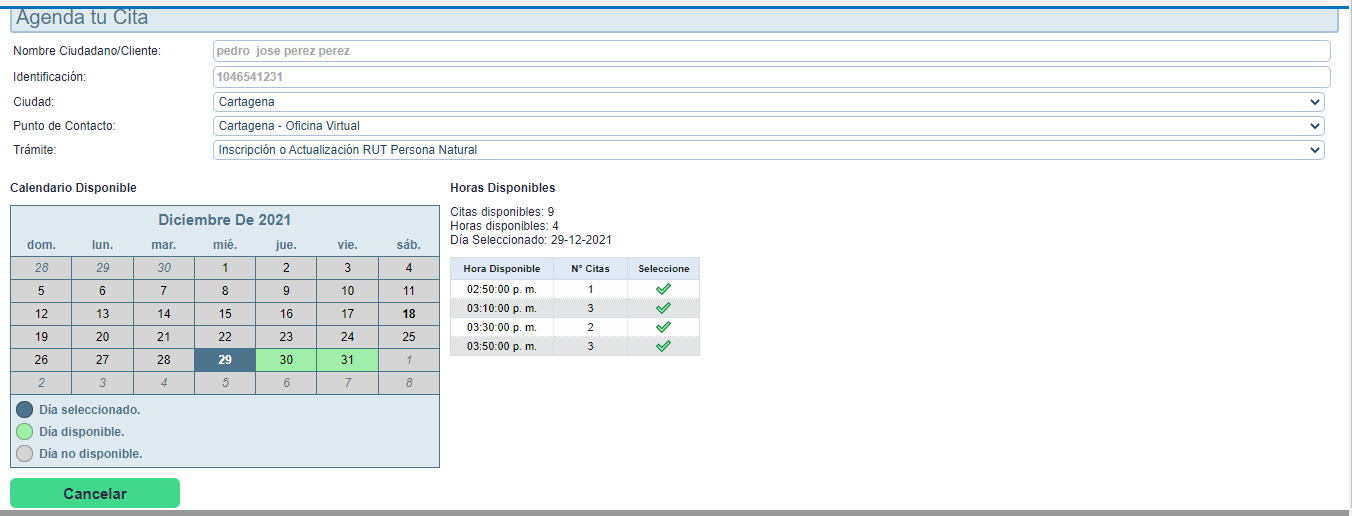 Agenda tu Cita
Nombre Ciudadano/Cliente: pedro jose perez perez
Identificación: 1046541231
Ciudad: Cartagena
Punto de Contacto: Cartagena - Oficina Virtual
Trámite: Inscripción o Actualización RUT Persona Natural
Calendario Disponible
Diciembre De 2021
dom. lun. mar. mié. jue. vie. sáb.
28 29 30 1 2 3 4
5 6 7 8 9 10 11
12 13 14 15 16 17 18
19 20 21 22 23 24 25
26 27 28 29 30 31 1
2 3 4 5 6 7 8
Día seleccionado.
Día disponible.
Día no disponible.
Horas Disponibles
Citas disponibles: 9
Horas disponibles: 4
Día Seleccionado: 29-12-2021
Hora Disponible N° Citas Seleccione
02:50:00 p. m. 1
03:10:00 p. m. 3
03:30:00 p. m. 2
03:50:00 p. m. 3
Cancelar